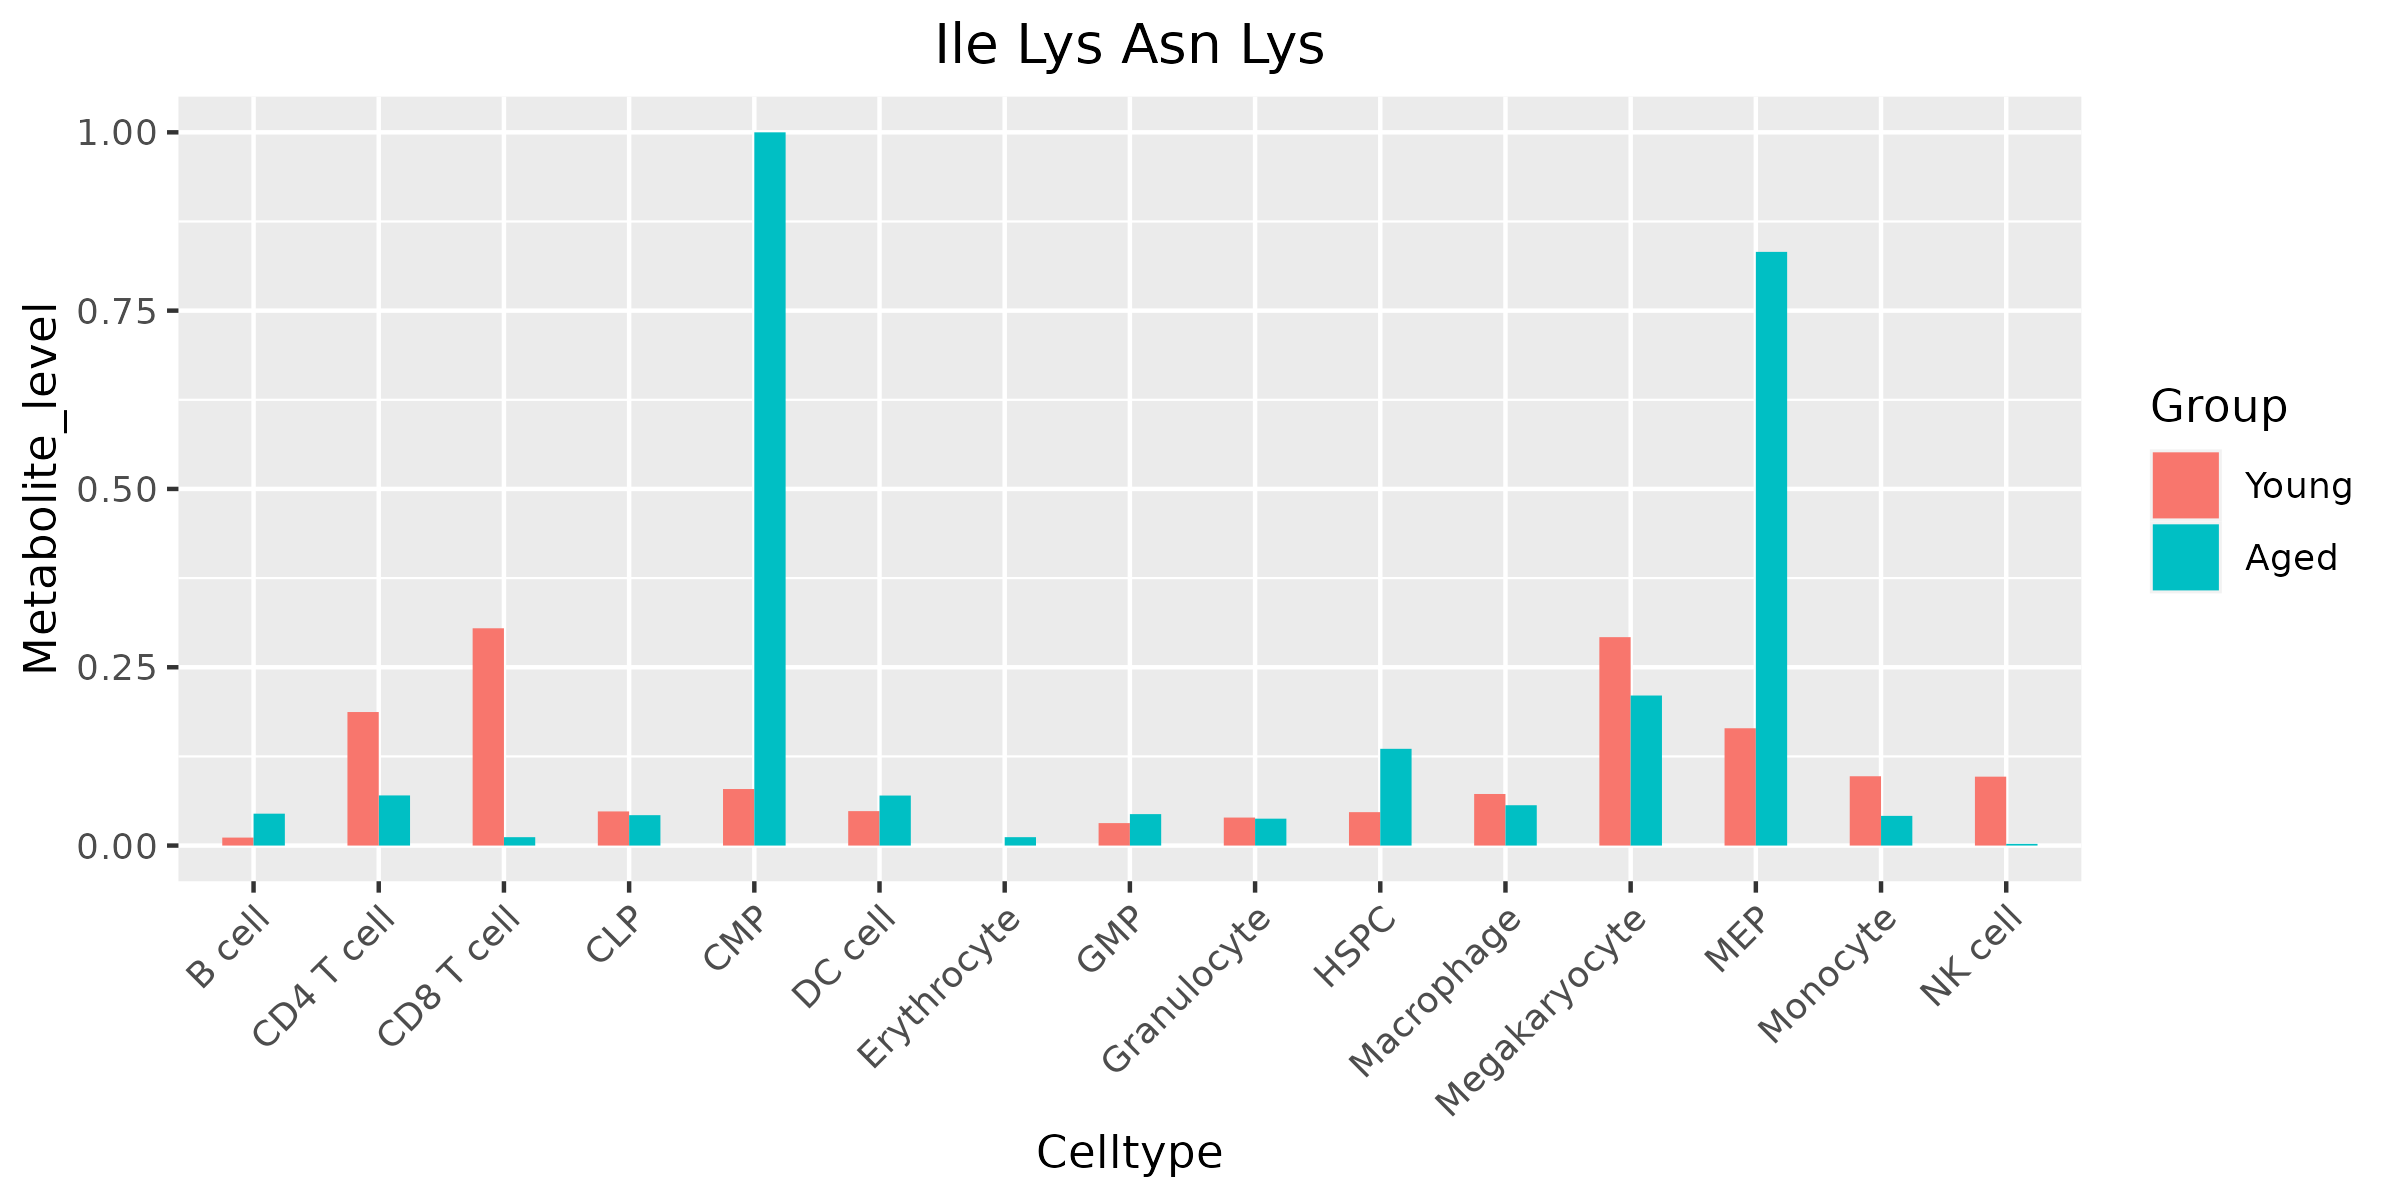 Ile Lys Asn Lys
Metabolite_level
1.00
0.75
0.50
0.25
0.00
B cell
CD4 T cell
CD8 T cell
CLP
CMP
DC cell
Erythrocyte
GMP
Granulocyte
HSPC
Macrophage
Megakaryocyte
MEP
Monocyte
NK cell
Celltype
Group
Young
Aged